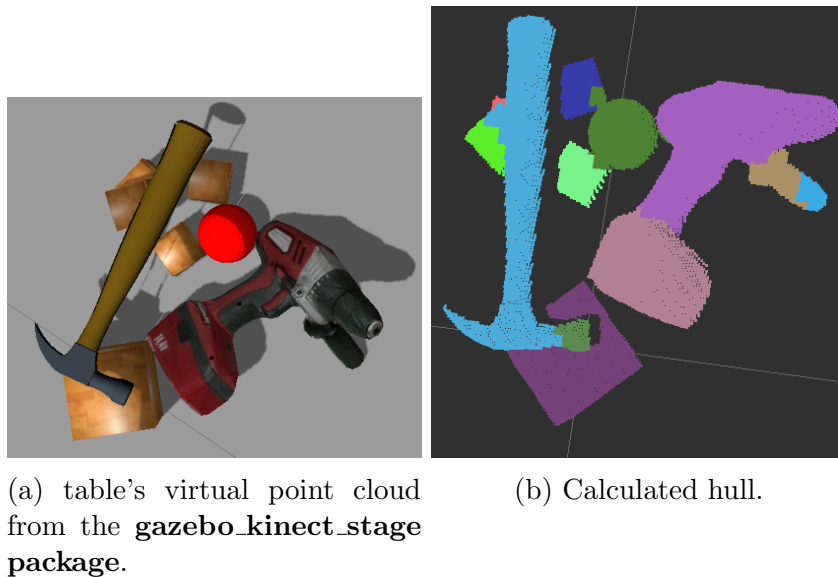 (a) table's virtual point cloud
from the gazebo_kinect_stage
package.
(b) Calculated hull.